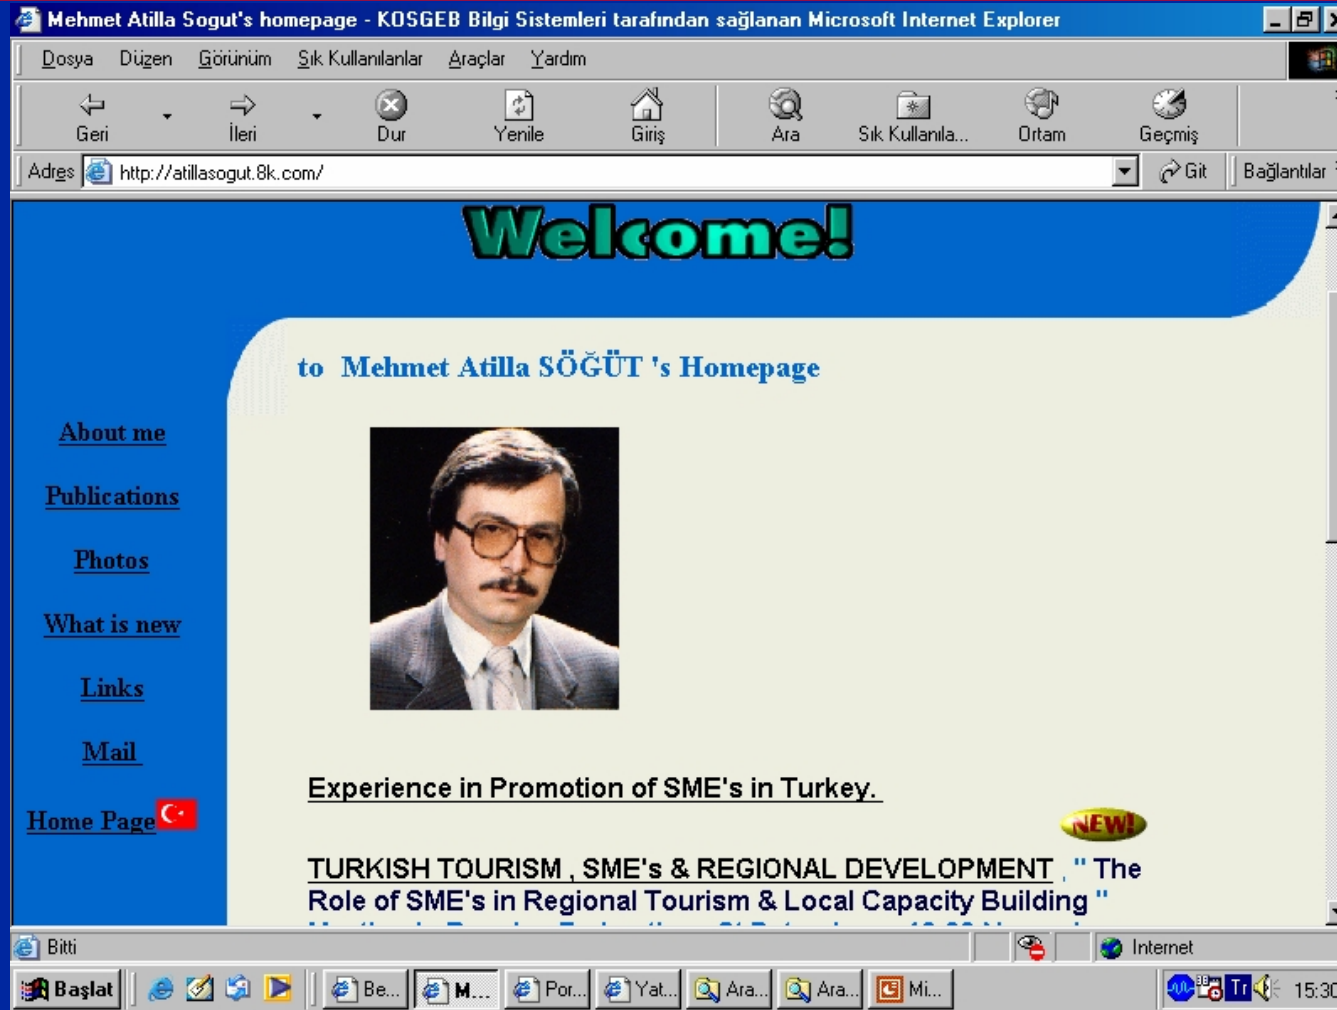 Mehmet Atilla Sogut's homepage - KOSGEB Bilgi Sistemleri tarafından sağlanan Microsoft Internet Explorer
Dosya Düzen Görünüm Sık Kullanılanlar Araçlar Yardım
Geri İleri Dur Yenile Giriş Ara Sık Kullanıla... Ortam Geçmiş
Adres http://atillasogut.8k.com/ Git Bağlantılar
Welcome!
to Mehmet Atilla SÖĞÜT 's Homepage
About me
Publications
Photos
What is new
Links
Mail
Home Page
Experience in Promotion of SME's in Turkey.
NEW!
TURKISH TOURISM , SME's & REGIONAL DEVELOPMENT , " The
Role of SME's in Regional Tourism & Local Capacity Building "
Bitti Internet
Başlat Be... M... Por... Yat... Ara... Ara... Mi... Tr 15:30